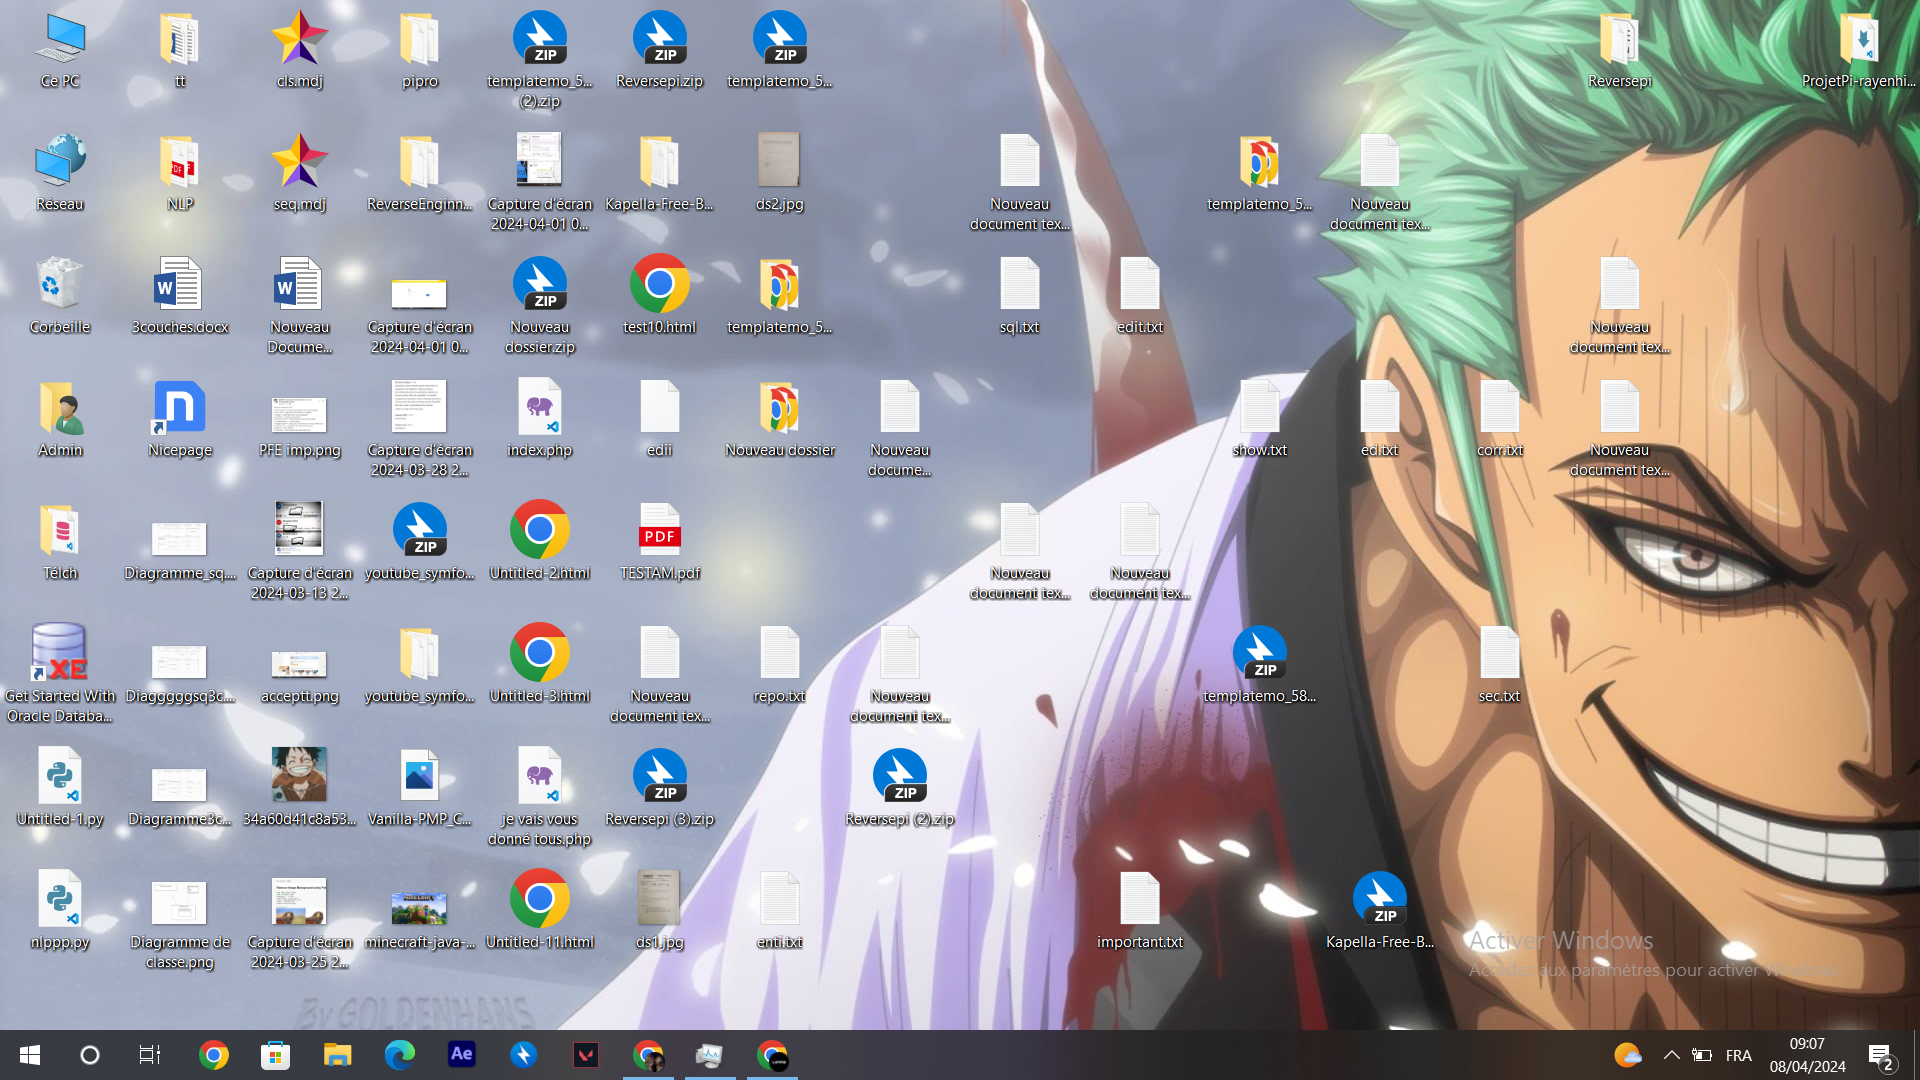 Ce PC
tt
cls.mdj
pipro
templatemo_5...
(2).zip
Reversepi.zip
templatemo_5...
Reversepi
ProjetPi-rayenhi...
Réseau
NLP
seq.mdj
ReverseEnginn...
Capture d'écran
2024-04-01 0...
Kapella-Free-B...
ds2.jpg
Nouveau
document tex...
templatemo_5...
Nouveau
document tex...
Corbeille
3couches.docx
Nouveau
Docume...
Capture d'écran
2024-04-01 0...
Nouveau
dossier.zip
test10.html
templatemo_5...
sql.txt
edit.txt
Nouveau
document tex...
Admin
Nicepage
PFE imp.png
Capture d'écran
2024-03-28 2...
index.php
edii
Nouveau dossier
Nouveau
docume...
show.txt
ed.txt
corr.txt
Nouveau
document tex...
Télch
Diagramme_sq....
Capture d'écran
2024-03-13 2...
youtube_symfo...
Untitled-2.html
TESTAM.pdf
Nouveau
document tex...
Nouveau
document tex...
Get Started With
Oracle Databa...
Diagggggsq3c....
acceptt.png
youtube_symfo...
Untitled-3.html
Nouveau
document tex...
repo.txt
Nouveau
document tex...
templatemo_58...
sec.txt
Untitled-1.py
Diagramme3c...
34a60d41c8a53...
Vanilla-PMP_C...
je vais vous
donné tous.php
Reversepi (3).zip
Reversepi (2).zip
nlppp.py
Diagramme de
classe.png
Capture d'écran
2024-03-25 2...
minecraft-java-...
Untitled-11.html
ds1.jpg
enti.txt
important.txt
Kapella-Free-B...
Activer Windows
Accédez aux paramètres pour activer Windows.
By GOLDENHANS
FRA
09:07
08/04/2024
2